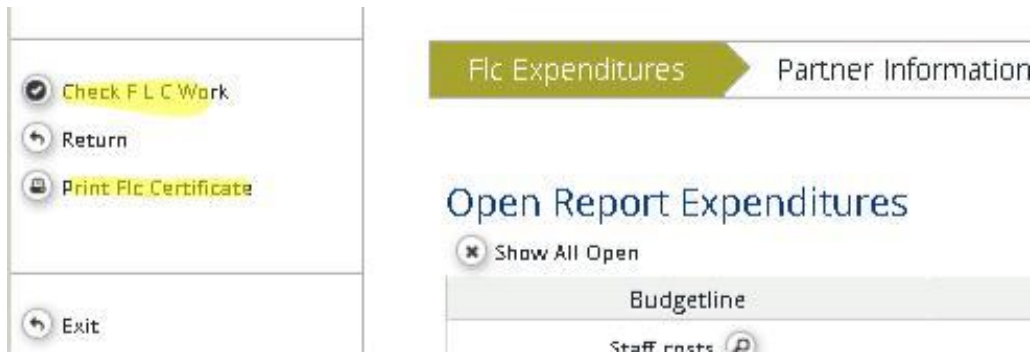 Check F L C Work
Return
Print Flc Certificate
Exit
Flc Expenditures
Partner Information
Open Report Expenditures
Show All Open
Budgetline
Staff costs